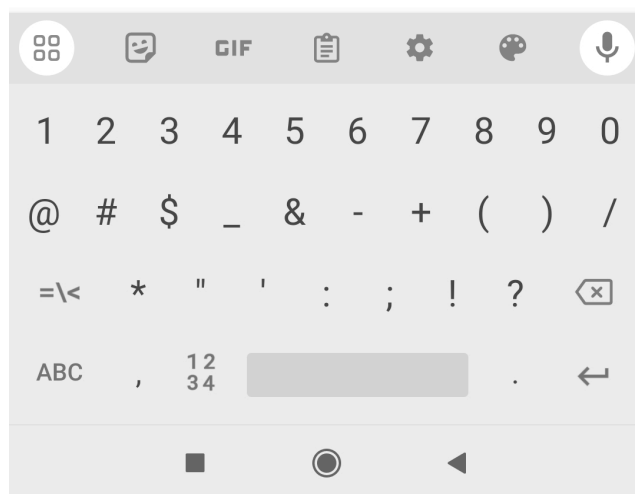 GIF
1 2 3 4 5 6 7 8 9 0
@ # $ _ & - + ( ) /
=\< * " ' : ; ! ?
ABC , 12 34 .